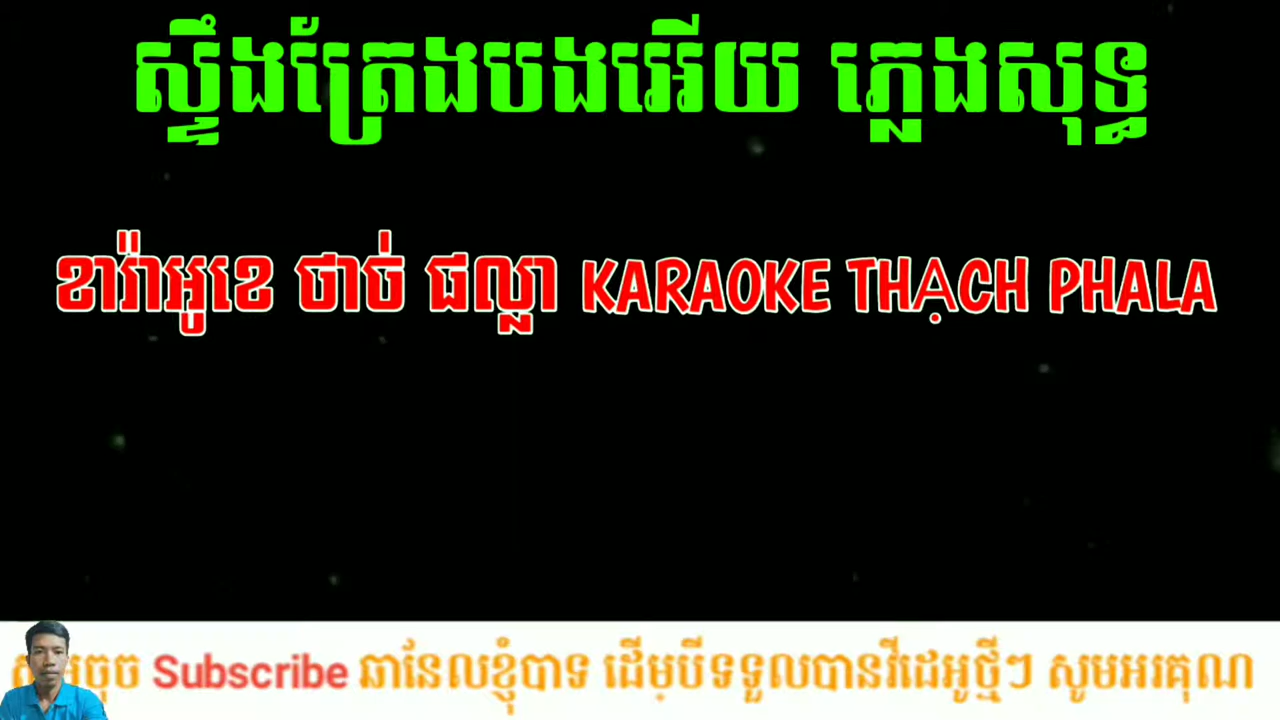 ស្ទឹងត្រែងបងអើយ ភ្លេងសុទ្ធ
ខារ៉ាអូខេ ថាច់ ផល្លា KARAOKE THẠCH PHALA
ចុច Subscribe ឆានែលខ្ញុំបាទ ដើម្បីទទួលបានវីដេអូថ្មីៗ សូមអរគុណ